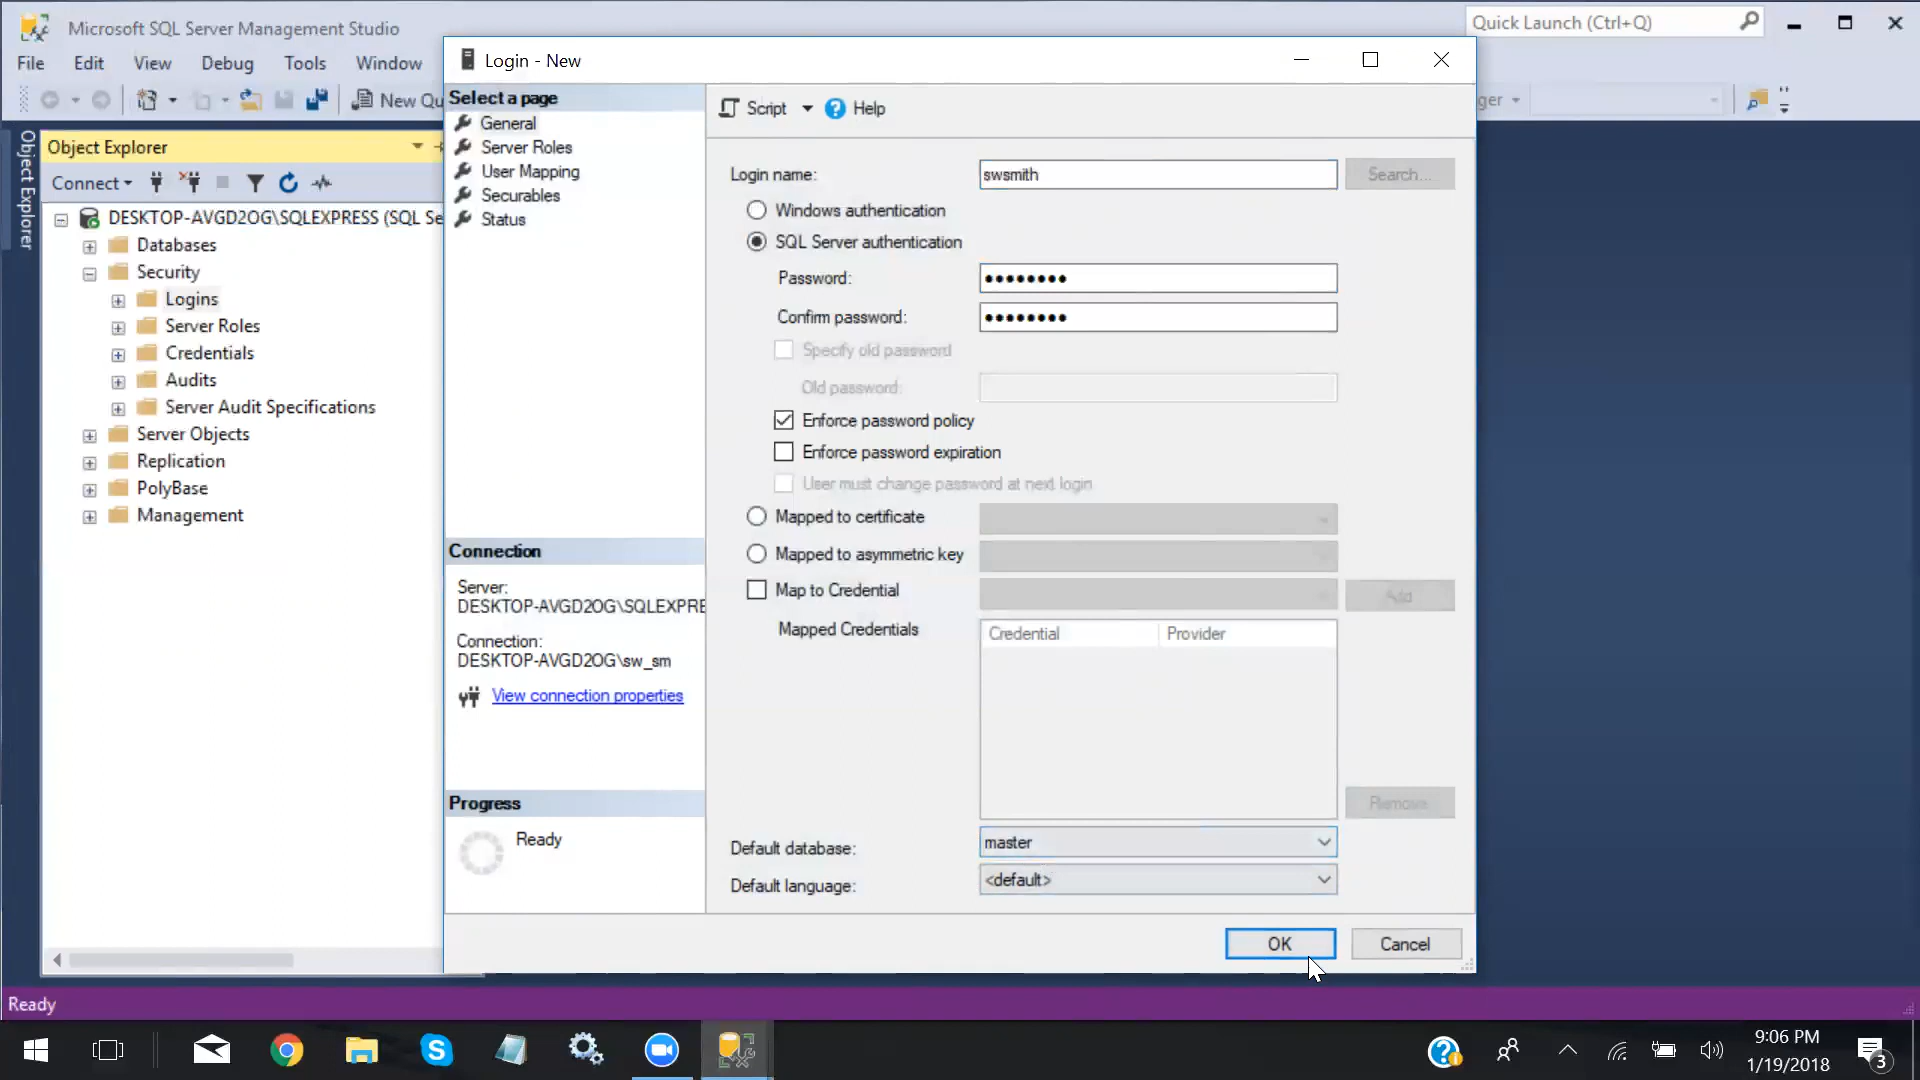 Microsoft SQL Server Management Studio
Quick Launch (Ctrl+Q)
File Edit View Debug Tools Window
New Qu
Object Explorer
Object Explorer
Connect
DESKTOP-AVGD2OG\SQLEXPRESS (SQL Se
Databases
Security
Logins
Server Roles
Credentials
Audits
Server Audit Specifications
Server Objects
Replication
PolyBase
Management
Login - New
Select a page
General
Server Roles
User Mapping
Securables
Status
Connection
Server:
DESKTOP-AVGD2OG\SQLEXPRE
Connection:
DESKTOP-AVGD2OG\sw_sm
View connection properties
Progress
Ready
Script Help
Login name: swsmith Search...
Windows authentication
SQL Server authentication
Password: ●●●●●●●●
Confirm password: ●●●●●●●●
Specify old password
Old password:
Enforce password policy
Enforce password expiration
User must change password at next login
Mapped to certificate
Mapped to asymmetric key
Map to Credential Add
Mapped Credentials Credential Provider
Remove
Default database: master
Default language: <default>
OK Cancel
ger
Ready
9:06 PM
1/19/2018
3